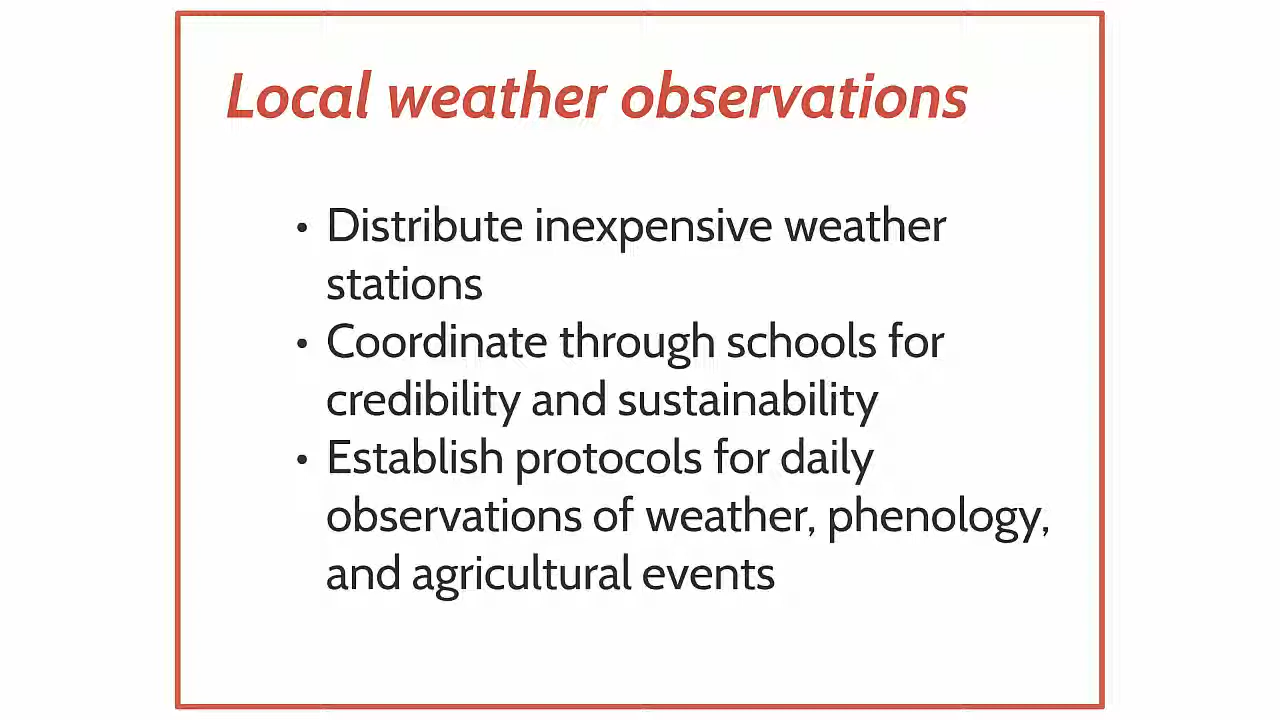 Local weather observations
• Distribute inexpensive weather
stations
• Coordinate through schools for
credibility and sustainability
• Establish protocols for daily
observations of weather, phenology,
and agricultural events